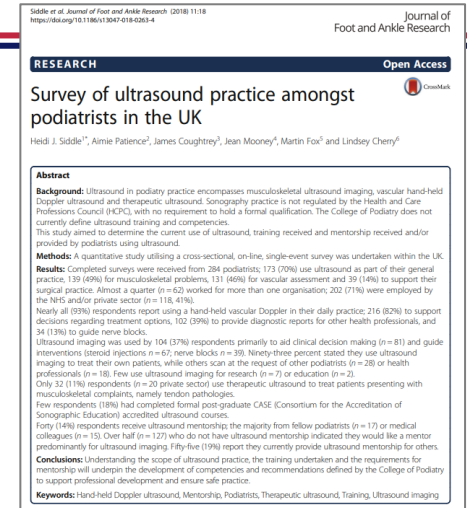 Siddle et al. Journal of Foot and Ankle Research (2018) 11:18
https://doi.org/10.1186/s13047-018-0263-4
Journal of
Foot and Ankle Research
RESEARCH
Open Access
CrossMark
Survey of ultrasound practice amongst
podiatrists in the UK
Heidi J. Siddle1*, Aimie Patience2, James Coughtrey3, Jean Mooney4, Martin Fox5 and Lindsey Cherry6
Abstract
Background: Ultrasound in podiatry practice encompasses musculoskeletal ultrasound imaging, vascular hand-held
Doppler ultrasound and therapeutic ultrasound. Sonography practice is not regulated by the Health and Care
Professions Council (HCPC), with no requirement to hold a formal qualification. The College of Podiatry does not
currently define ultrasound training and competencies.
This study aimed to determine the current use of ultrasound, training received and mentorship received and/or
provided by podiatrists using ultrasound.
Methods: A quantitative study utilising a cross-sectional, on-line, single-event survey was undertaken within the UK.
Results: Completed surveys were received from 284 podiatrists; 173 (70%) use ultrasound as part of their general
practice, 139 (49%) for musculoskeletal problems, 131 (46%) for vascular assessment and 39 (14%) to support their
surgical practice. Almost a quarter (n = 62) worked for more than one organisation; 202 (71%) were employed by
the NHS and/or private sector (n = 118, 41%).
Nearly all (93%) respondents report using a hand-held vascular Doppler in their daily practice; 216 (82%) to support
decisions regarding treatment options, 102 (39%) to provide diagnostic reports for other health professionals, and
34 (13%) to guide nerve blocks.
Ultrasound imaging was used by 104 (37%) respondents primarily to aid clinical decision making (n = 81) and guide
interventions (steroid injections n = 67; nerve blocks n = 39). Ninety-three percent stated they use ultrasound
imaging to treat their own patients, while others scan at the request of other podiatrists (n = 28) or health
professionals (n = 18). Few use ultrasound imaging for research (n = 7) or education (n = 2).
Only 32 (11%) respondents (n = 20 private sector) use therapeutic ultrasound to treat patients presenting with
musculoskeletal complaints, namely tendon pathologies.
Few respondents (18%) had completed formal post-graduate CASE (Consortium for the Accreditation of
Sonographic Education) accredited ultrasound courses.
Forty (14%) respondents receive ultrasound mentorship; the majority from fellow podiatrists (n = 17) or medical
colleagues (n = 15). Over half (n = 127) who do not have ultrasound mentorship indicated they would like a mentor
predominantly for ultrasound imaging. Fifty-five (19%) report they currently provide ultrasound mentorship for others.
Conclusions: Understanding the scope of ultrasound practice, the training undertaken and the requirements for
mentorship will underpin the development of competencies and recommendations defined by the College of Podiatry
to support professional development and ensure safe practice.
Keywords: Hand-held Doppler ultrasound, Mentorship, Podiatrists, Therapeutic ultrasound, Training, Ultrasound imaging